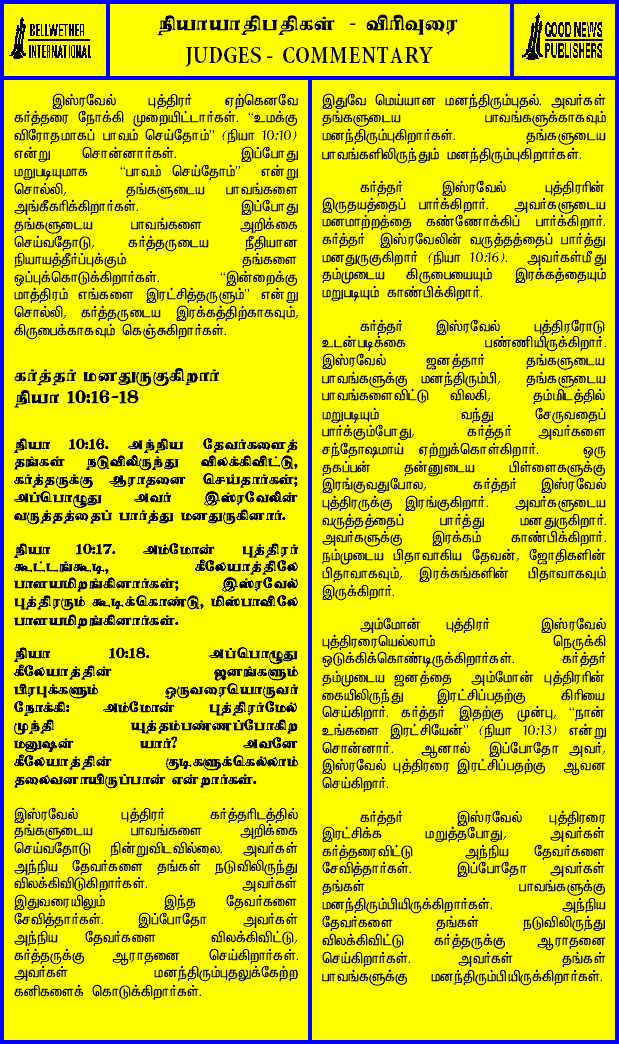 BELLWETHER
INTERNATIONAL
நியாயாதிபதிகள் - விரிவுரை
JUDGES - COMMENTARY
GOOD NEWS
PUBLISHERS
இஸ்ரவேல் புத்திரர் ஏற்கெனவே
கர்த்தரை நோக்கி முறையிட்டார்கள். “உமக்கு
விரோதமாகப் பாவம் செய்தோம்” (நியா 10:10)
என்று சொன்னார்கள். இப்போது
மறுபடியுமாக “பாவம் செய்தோம்” என்று
சொல்லி, தங்களுடைய பாவங்களை
அங்கீகரிக்கிறார்கள். இப்போது
தங்களுடைய பாவங்களை அறிக்கை
செய்வதோடு, கர்த்தருடைய நீதியான
நியாயத்தீர்ப்புக்கும் தங்களை
ஒப்புக்கொடுக்கிறார்கள். “இன்றைக்கு
மாத்திரம் எங்களை இரட்சித்தருளும்” என்று
சொல்லி, கர்த்தருடைய இரக்கத்திற்காகவும்,
கிருபைக்காகவும் கெஞ்சுகிறார்கள்.
கர்த்தர் மனதுருகுகிறார்
நியா 10:16-18
நியா 10:16. அந்நிய தேவர்களைத்
தங்கள் நடுவிலிருந்து விலக்கிவிட்டு,
கர்த்தருக்கு ஆராதனை செய்தார்கள்;
அப்பொழுது அவர் இஸ்ரவேலின்
வருத்தத்தைப் பார்த்து மனதுருகினார்.
நியா 10:17. அம்மோன் புத்திரர்
கூட்டங்கூடி, கீலேயாத்திலே
பாளயமிறங்கினார்கள்; இஸ்ரவேல்
புத்திரரும் கூடிக்கொண்டு, மிஸ்பாவிலே
பாளயமிறங்கினார்கள்.
நியா 10:18. அப்பொழுது
கீலேயாத்தின் ஜனங்களும்
பிரபுக்களும் ஒருவரையொருவர்
நோக்கி: அம்மோன் புத்திரர்மேல்
முந்தி யுத்தம்பண்ணப்போகிற
மனுஷன் யார்? அவனே
கீலேயாத்தின் குடிகளுக்கெல்லாம்
தலைவனாயிருப்பான் என்றார்கள்.
இஸ்ரவேல் புத்திரர் கர்த்தரிடத்தில்
தங்களுடைய பாவங்களை அறிக்கை
செய்வதோடு நின்றுவிடவில்லை. அவர்கள்
அந்நிய தேவர்களை தங்கள் நடுவிலிருந்து
விலக்கிவிடுகிறார்கள். அவர்கள்
இதுவரையிலும் இந்த தேவர்களை
சேவித்தார்கள். இப்போதோ அவர்கள்
அந்நிய தேவர்களை விலக்கிவிட்டு,
கர்த்தருக்கு ஆராதனை செய்கிறார்கள்.
அவர்கள் மனந்திரும்புதலுக்கேற்ற
கனிகளைக் கொடுக்கிறார்கள்.
இதுவே மெய்யான மனந்திரும்புதல். அவர்கள்
தங்களுடைய பாவங்களுக்காகவும்
மனந்திரும்புகிறார்கள். தங்களுடைய
பாவங்களிலிருந்தும் மனந்திரும்புகிறார்கள்.
கர்த்தர் இஸ்ரவேல் புத்திரரின்
இருதயத்தைப் பார்க்கிறார். அவர்களுடைய
மனமாற்றத்தை கண்ணோக்கிப் பார்க்கிறார்.
கர்த்தர் இஸ்ரவேலின் வருத்தத்தைப் பார்த்து
மனதுருகுகிறார் (நியா 10:16). அவர்கள்மீது
தம்முடைய கிருபையையும் இரக்கத்தையும்
மறுபடியும் காண்பிக்கிறார்.
கர்த்தர் இஸ்ரவேல் புத்திரரோடு
உடன்படிக்கை பண்ணியிருக்கிறார்.
இஸ்ரவேல் ஜனத்தார் தங்களுடைய
பாவங்களுக்கு மனந்திரும்பி, தங்களுடைய
பாவங்களைவிட்டு விலகி, தம்மிடத்தில்
மறுபடியும் வந்து சேருவதைப்
பார்க்கும்போது, கர்த்தர் அவர்களை
சந்தோஷமாய் ஏற்றுக்கொள்கிறார். ஒரு
தகப்பன் தன்னுடைய பிள்ளைகளுக்கு
இரங்குவதுபோல, கர்த்தர் இஸ்ரவேல்
புத்திரருக்கு இரங்குகிறார். அவர்களுடைய
வருத்தத்தைப் பார்த்து மனதுருகிறார்.
அவர்களுக்கு இரக்கம் காண்பிக்கிறார்.
நம்முடைய பிதாவாகிய தேவன், ஜோதிகளின்
பிதாவாகவும், இரக்கங்களின் பிதாவாகவும்
இருக்கிறார்.
அம்மோன் புத்திரர் இஸ்ரவேல்
புத்திரரையெல்லாம் நெருக்கி
ஒடுக்கிக்கொண்டிருக்கிறார்கள். கர்த்தர்
தம்முடைய ஜனத்தை அம்மோன் புத்திரரின்
கையிலிருந்து இரட்சிப்பதற்கு கிரியை
செய்கிறார். கர்த்தர் இதற்கு முன்பு, “நான்
உங்களை இரட்சியேன்” (நியா 10:13) என்று
சொன்னார். ஆனால் இப்போதோ அவர்,
இஸ்ரவேல் புத்திரரை இரட்சிப்பதற்கு ஆவன
செய்கிறார்.
கர்த்தர் இஸ்ரவேல் புத்திரரை
இரட்சிக்க மறுத்தபோது, அவர்கள்
கர்த்தரைவிட்டு அந்நிய தேவர்களை
சேவித்தார்கள். இப்போதோ அவர்கள்
தங்கள் பாவங்களுக்கு
மனந்திரும்பியிருக்கிறார்கள். அந்நிய
தேவர்களை தங்கள் நடுவிலிருந்து
விலக்கிவிட்டு கர்த்தருக்கு ஆராதனை
செய்கிறார்கள். அவர்கள் தங்கள்
பாவங்களுக்கு மனந்திரும்பியிருக்கிறார்கள்.